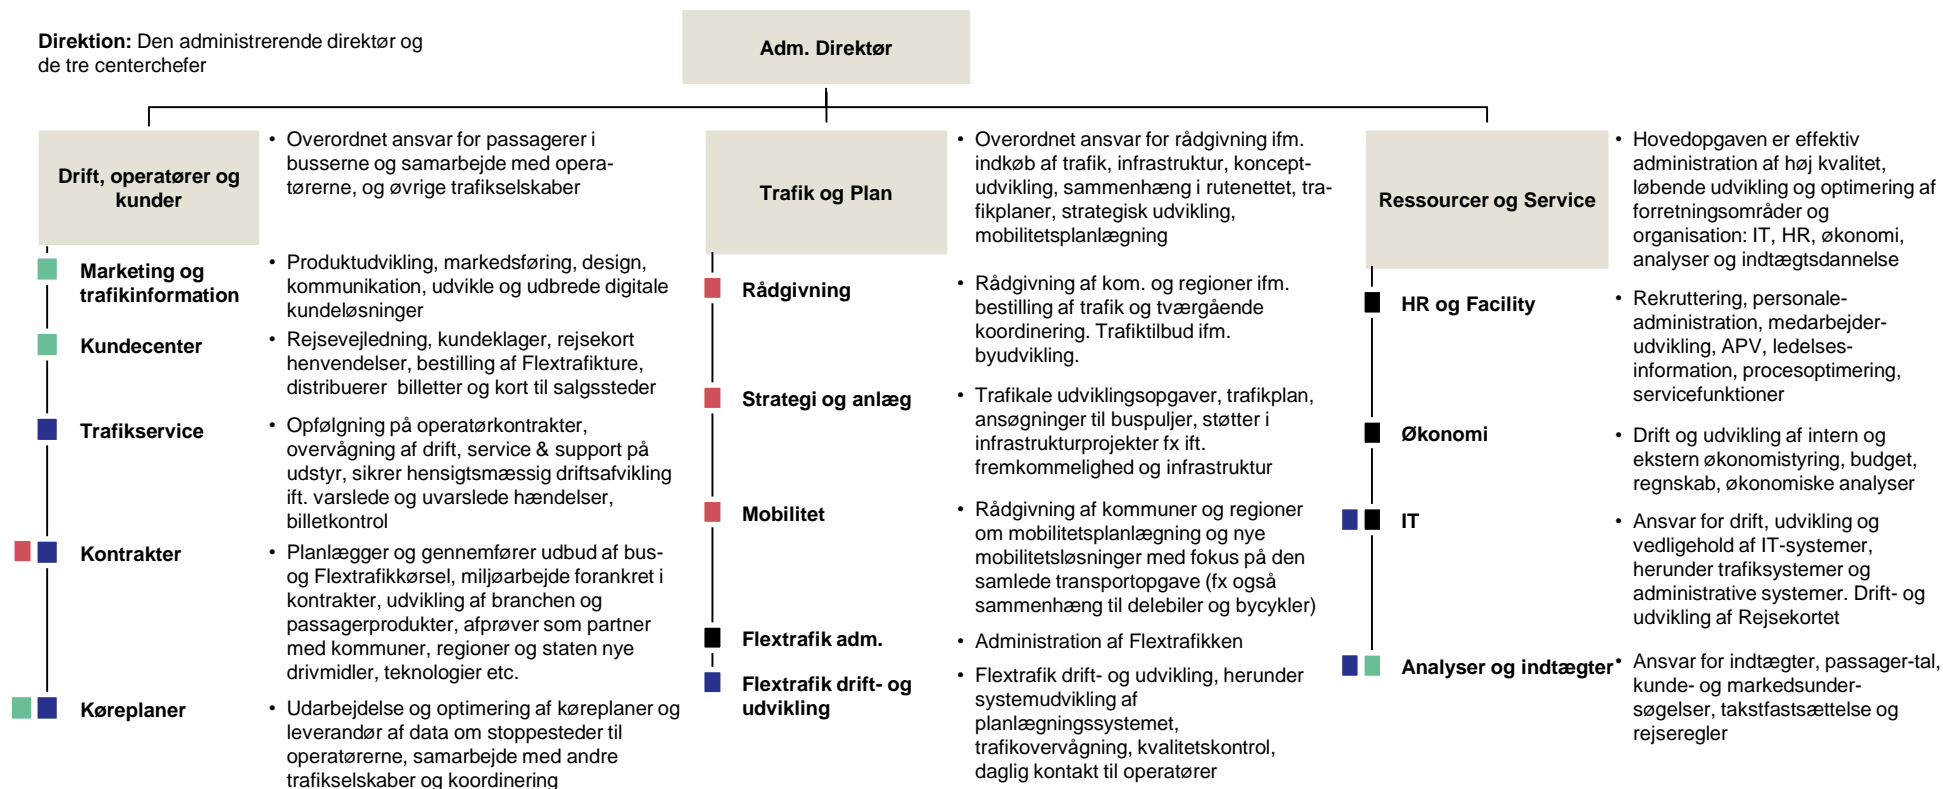 Direktion: Den administrerende direktør og
de tre centerchefer
Adm. Direktør
Drift, operatører og
kunder
• Overordnet ansvar for passagerer i
busserne og samarbejde med opera-
tørerne, og øvrige trafikselskaber
Marketing og
trafikinformation
• Produktudvikling, markedsføring, design,
kommunikation, udvikle og udbrede digitale
kundeløsninger
Kundecenter
• Rejsevejledning, kundeklager, rejsekort
henvendelser, bestilling af Flextrafikture,
distribuerer billetter og kort til salgssteder
Trafikservice
• Opfølgning på operatørkontrakter,
overvågning af drift, service & support på
udstyr, sikrer hensigtsmæssig driftsafvikling
ift. varslede og uvarslede hændelser,
billetkontrol
Kontrakter
• Planlægger og gennemfører udbud af bus-
og Flextrafikkørsel, miljøarbejde forankret i
kontrakter, udvikling af branchen og
passagerprodukter, afprøver som partner
med kommuner, regioner og staten nye
drivmidler, teknologier etc.
Køreplaner
• Udarbejdelse og optimering af køreplaner og
leverandør af data om stoppesteder til
operatørerne, samarbejde med andre
trafikselskaber og koordinering
Trafik og Plan
• Overordnet ansvar for rådgivning ifm.
indkøb af trafik, infrastruktur, koncept-
udvikling, sammenhæng i rutenettet, tra-
fikplaner, strategisk udvikling,
mobilitetsplanlægning
Rådgivning
• Rådgivning af kom. og regioner ifm.
bestilling af trafik og tværgående
koordinering. Trafiktilbud ifm.
byudvikling.
Strategi og anlæg
• Trafikale udviklingsopgaver, trafikplan,
ansøgninger til buspuljer, støtter i
infrastrukturprojekter fx ift.
fremkommelighed og infrastruktur
Mobilitet
• Rådgivning af kommuner og regioner
om mobilitetsplanlægning og nye
mobilitetsløsninger med fokus på den
samlede transportopgave (fx også
sammenhæng til delebiler og bycykler)
Flextrafik adm.
• Administration af Flextrafikken
Flextrafik drift- og
udvikling
• Flextrafik drift- og udvikling, herunder
systemudvikling af
planlægningssystemet,
trafikovervågning, kvalitetskontrol,
daglig kontakt til operatører
Ressourcer og Service
• Hovedopgaven er effektiv
administration af høj kvalitet,
løbende udvikling og optimering af
forretningsområder og
organisation: IT, HR, økonomi,
analyser og indtægtsdannelse
HR og Facility
• Rekruttering, personale-
administration, medarbejder-
udvikling, APV, ledelses-
information, procesoptimering,
servicefunktioner
Økonomi
• Drift og udvikling af intern og
ekstern økonomistyring, budget,
regnskab, økonomiske analyser
IT
• Ansvar for drift, udvikling og
vedligehold af IT-systemer,
herunder trafiksystemer og
administrative systemer. Drift- og
udvikling af Rejsekortet
Analyser og indtægter
• Ansvar for indtægter, passager-tal,
kunde- og markedsunder-
søgelser, takstfastsættelse og
rejseregler